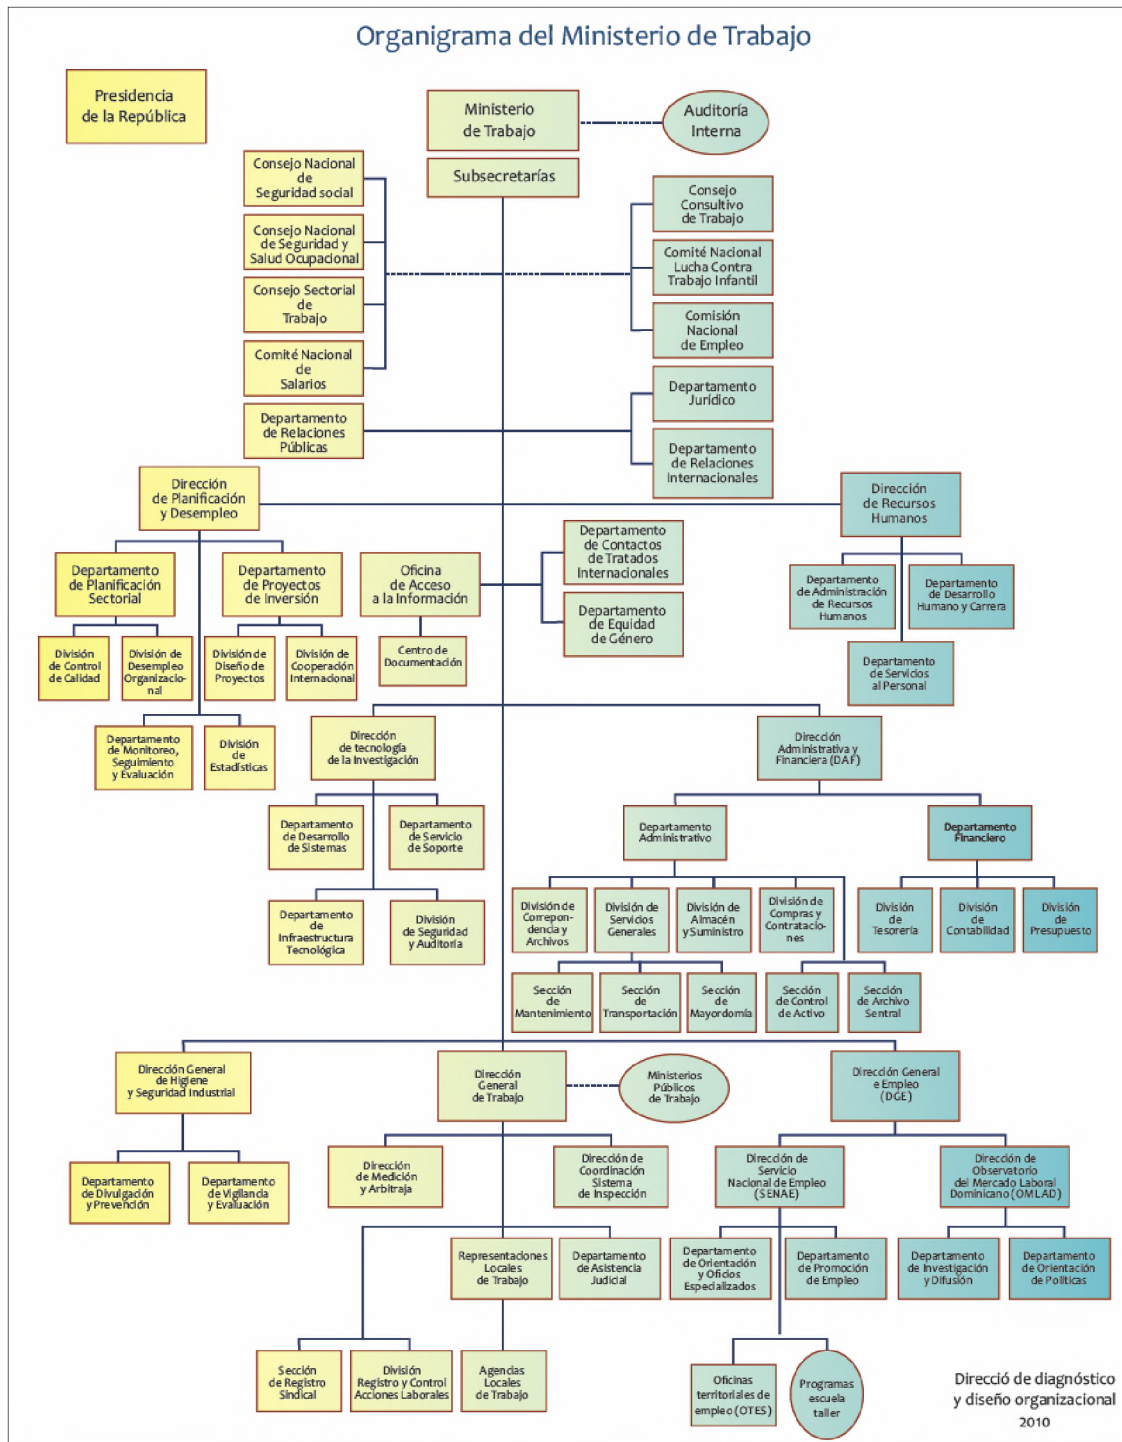 Organigrama del Ministerio de Trabajo
Presidencia
de la República
Ministerio
de Trabajo
Auditoría
Interna
Subsecretarías
Consejo Nacional
de
Seguridad social
Consejo Nacional
de Seguridad y
Salud Ocupacional
Consejo Sectorial
de
Trabajo
Comité Nacional
de
Salarios
Departamento
de Relaciones
Públicas
Consejo
Consultivo
de Trabajo
Comité Nacional
Lucha Contra
Trabajo Infantil
Comisión
Nacional
de Empleo
Departamento
Jurídico
Departamento
de Relaciones
Internacionales
Dirección
de Planificación
y Desempleo
Dirección
de Recursos
Humanos
Departamento
de Planificación
Sectorial
Departamento
de Proyectos
de Inversión
Oficina
de Acceso
a la Información
Departamento
de Contactos
de Tratados
Internacionales
Departamento
de Equidad
de Género
Departamento
de Administración
de Recursos
Humanos
Departamento
de Desarrollo
Humano y Carrera
División
de Control
de Calidad
División de
Desempleo
Organizacio-
nal
División de
Diseño de
Proyectos
División de
Cooperación
Internacional
Centro de
Documentación
Departamento
de Servicios
al Personal
Departamento
de Monitoreo,
Seguimiento
y Evaluación
División
de
Estadísticas
Dirección
de tecnología
de la Investigación
Dirección
Administrativa y
Financiera (DAF)
Departamento
de Desarrollo
de Sistemas
Departamento
de Servicio
de Soporte
Departamento
Administrativo
Departamento
Financiero
Departamento
de
Infraestructura
Tecnológica
División
de Seguridad
y Auditoría
División de
Correpon-
dencia y
Archivos
División de
Servicios
Generales
División de
Almacén
y Suministro
División de
Compras y
Contratacio-
nes
División
de
Tesorería
División
de
Contabilidad
División
de
Presupuesto
Sección
de
Mantenimiento
Sección
de
Transportación
Sección
de
Mayordomía
Sección
de Control
de Activo
Sección
de Archivo
Sentral
Dirección General
de Higiene
y Seguridad Industrial
Dirección
General
de Trabajo
Ministerios
Públicos
de Trabajo
Dirección General
e Empleo
(DGE)
Departamento
de Divulgación
y Prevención
Departamento
de Vigilancia
y Evaluación
Dirección
de Medición
y Arbitraja
Dirección de
Coordinación
Sistema
de Inspección
Dirección
de Servicio
Nacional de Empleo
(SENAE)
Dirección de
Observatorio
del Mercado Laboral
Dominicano (OMLAD)
Representaciones
Locales
de Trabajo
Departamento
de Asistencia
Judicial
Departamento
de Orientación
y Oficios
Especializados
Departamento
de Promoción
de Empleo
Departamento
de Investigación
y Difusión
Departamento
de Orientación
de Políticas
Sección
de Registro
Sindical
División
Registro y Control
Acciones Laborales
Agencias
Locales
de Trabajo
Oficinas
territoriales de
empleo (OTES)
Programas
escuela
taller
Direcció de diagnóstico
y diseño organizacional
2010